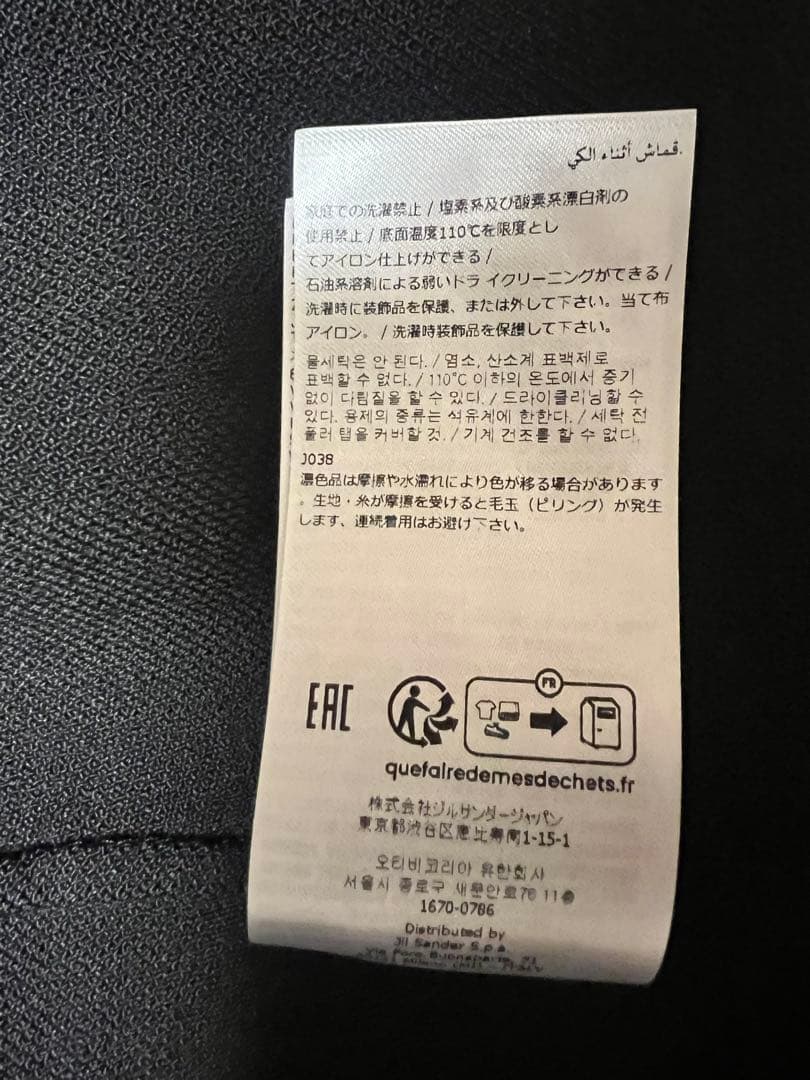 قماش أثناء الكي.
家庭での洗濯禁止 / 塩素系及び酸素系漂白剤の
使用禁止 / 底面温度110℃を限度とし
てアイロン仕上げができる /
石油系溶剤による弱いドラ イクリーニングができる /
洗濯時に装飾品を保護、または外して下さい。当て布
アイロン。 / 洗濯時装飾品を保護して下さい。
물세탁은 안 된다. / 염소, 산소계 표백제로
표백할 수 없다. / 110℃ 이하의 온도에서 증기
없이 다림질을 할 수 있다. / 드라이클리닝할 수
있다. 용제의 종류는 석유계에 한한다. / 세탁 전
풀러 탭을 커버할 것. / 기계 건조를 할 수 없다.
J038
濃色品は摩擦や水濡れにより色が移る場合があります
。生地・糸が摩擦を受けると毛玉（ピリング）が発生
します、連続着用はお避け下さい。
EAC
FR
quefairedemesdechets.fr
株式会社ジルサンダージャパン
東京都渋谷区恵比寿南1-15-1
오티비코리아 유한회사
서울시 종로구 새문안로
1670-0786
Distributed by
Jil Sander S.p.a.